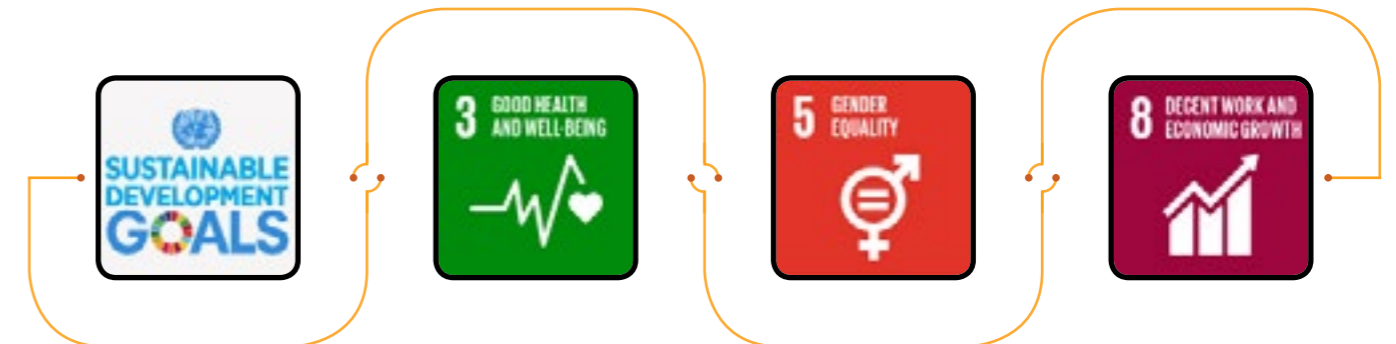 SUSTAINABLE
DEVELOPMENT
GOALS
3 GOOD HEALTH
AND WELL-BEING
5 GENDER
EQUALITY
8 DECENT WORK AND
ECONOMIC GROWTH